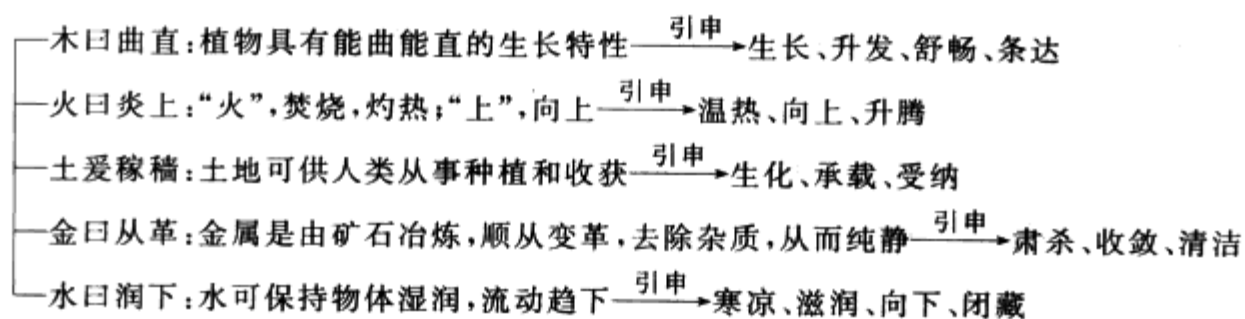 木曰曲直:植物具有能曲能直的生长特性 引申 生长、升发、舒畅、条达
火曰炎上:“火”,焚烧,灼热;“上”,向上 引申 温热、向上、升腾
土爰稼穑:土地可供人类从事种植和收获 引申 生化、承载、受纳
金曰从革:金属是由矿石冶炼,顺从变革,去除杂质,从而纯静 引申 肃杀、收敛、清洁
水曰润下:水可保持物体湿润,流动趋下 引申 寒凉、滋润、向下、闭藏